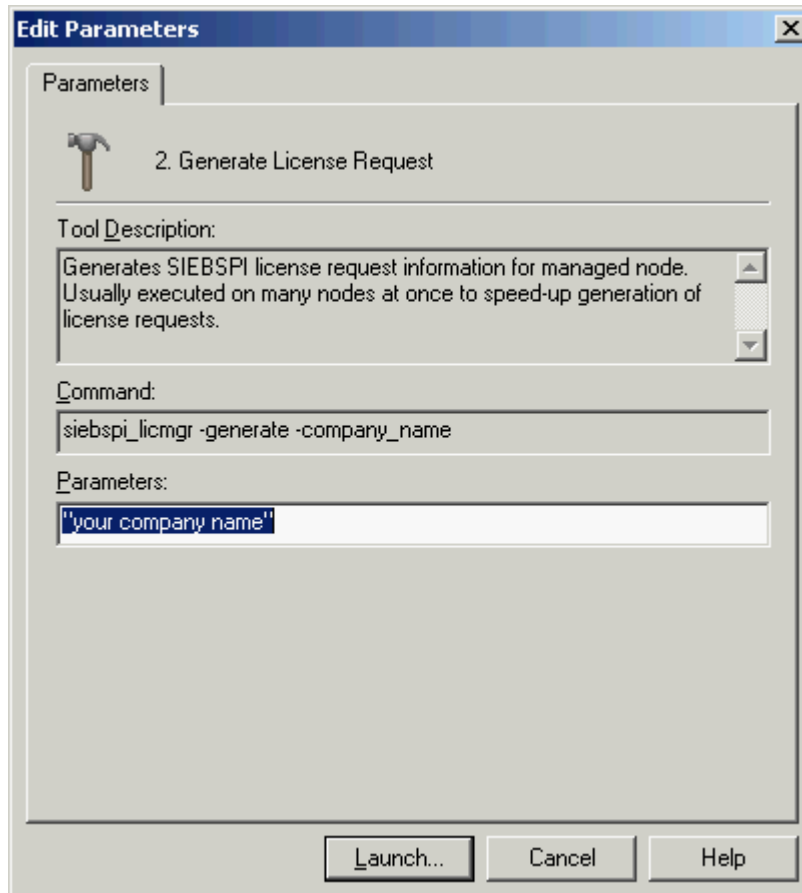 Edit Parameters
Parameters
2. Generate License Request
Tool Description:
Generates SIEBSPI license request information for managed node.
Usually executed on many nodes at once to speed-up generation of
license requests.
Command:
siebspi_licmgr -generate -company_name
Parameters:
"your company name"
Launch...
Cancel
Help